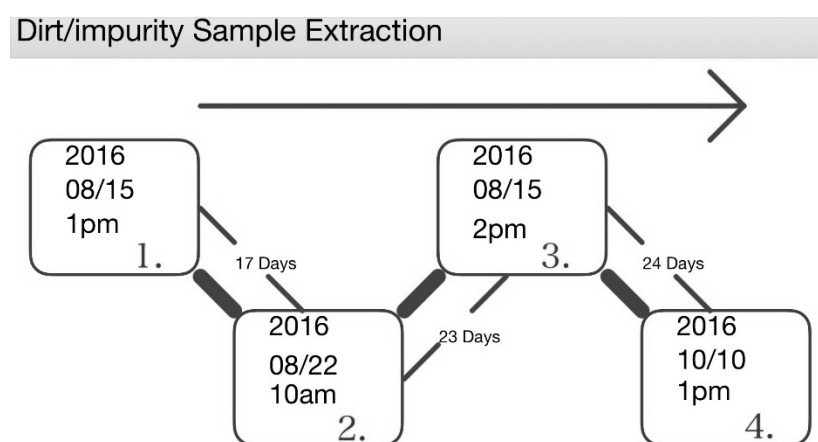 Dirt/impurity Sample Extraction
2016
08/15
1pm
1.
17 Days
2016
08/22
10am
2.
23 Days
2016
08/15
2pm
3.
24 Days
2016
10/10
1pm
4.